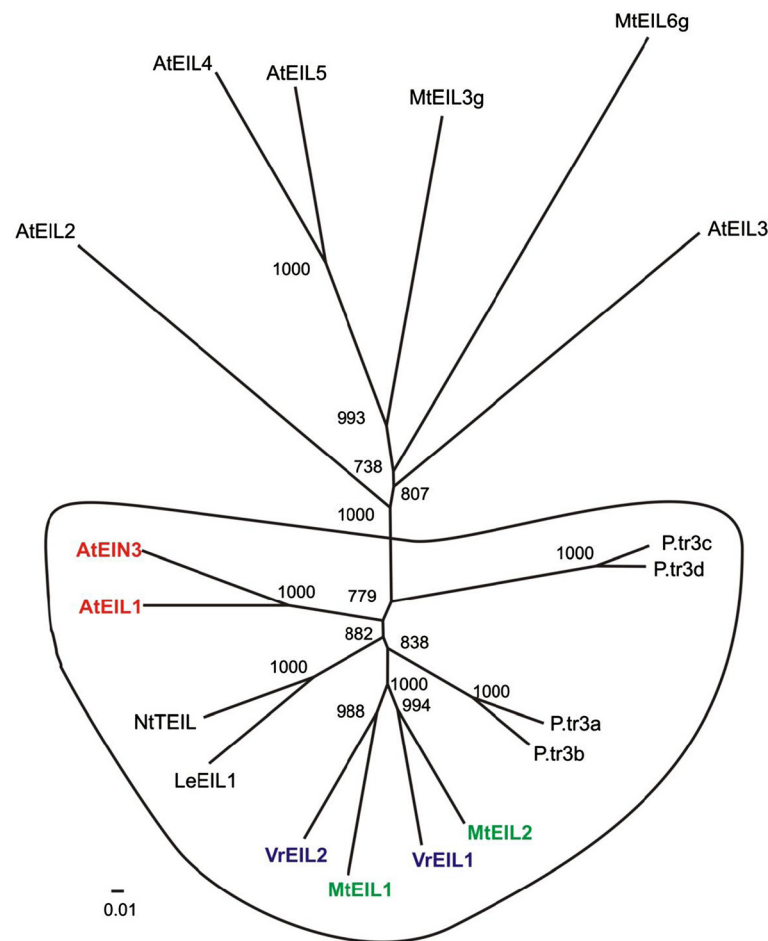 MtEIL6g
AtEIL4
AtEIL5
MtEIL3g
AtEIL2
AtEIL3
1000
993
738
807
1000
AtEIN3
P.tr3c
1000
P.tr3d
1000
779
AtEIL1
882
838
1000
1000
1000
994
988
NtTEIL
P.tr3a
P.tr3b
LeEIL1
MtEIL2
VrEIL2
VrEIL1
MtEIL1
0.01